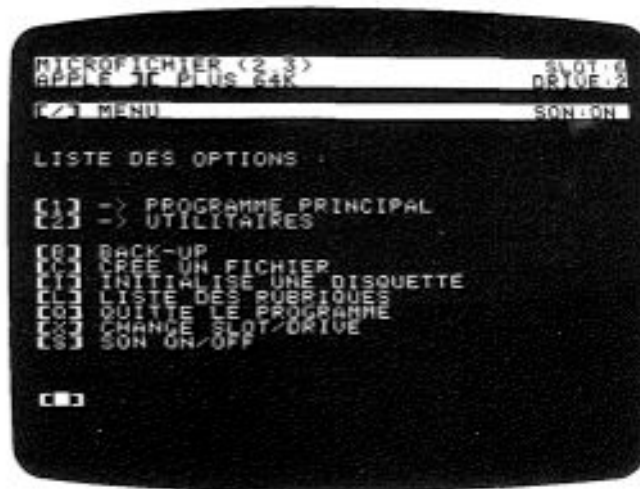 MICROFICHIER (2.3) SLOT:6
APPLE ][ PLUS 64K DRIVE:2
[/] MENU SON:ON
LISTE DES OPTIONS :
[1] -> PROGRAMME PRINCIPAL
[2] -> UTILITAIRES
[B] BACK-UP
[C] CREE UN FICHIER
[I] INITIALISE UNE DISQUETTE
[L] LISTE DES RUBRIQUES
[Q] QUITTE LE PROGRAMME
[X] CHANGE SLOT/DRIVE
[S] SON ON/OFF
[■]